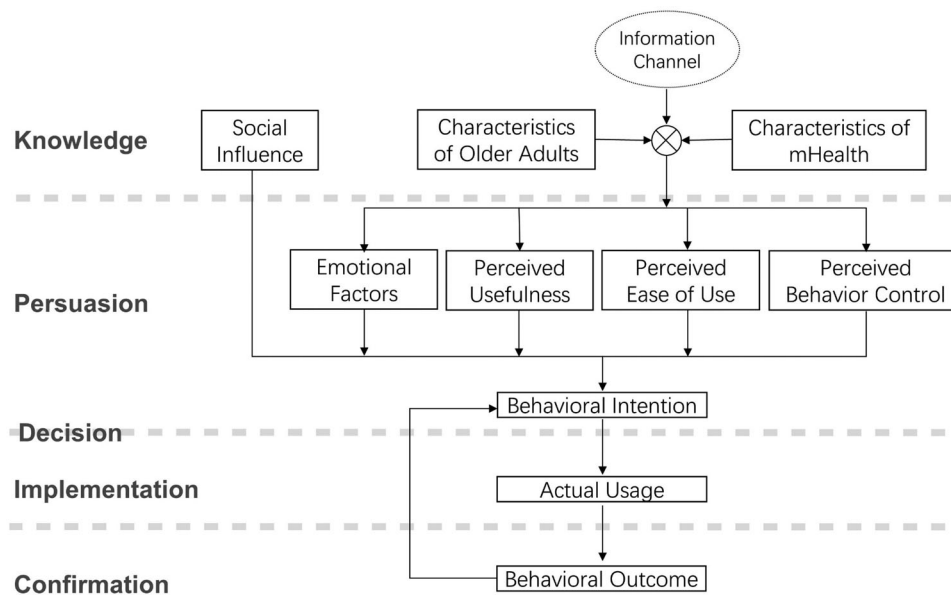 Information
Channel
Knowledge
Social
Influence
Characteristics
of Older Adults
Characteristics of
mHealth
Persuasion
Emotional
Factors
Perceived
Usefulness
Perceived
Ease of Use
Perceived
Behavior Control
Behavioral Intention
Decision
Implementation
Actual Usage
Confirmation
Behavioral Outcome